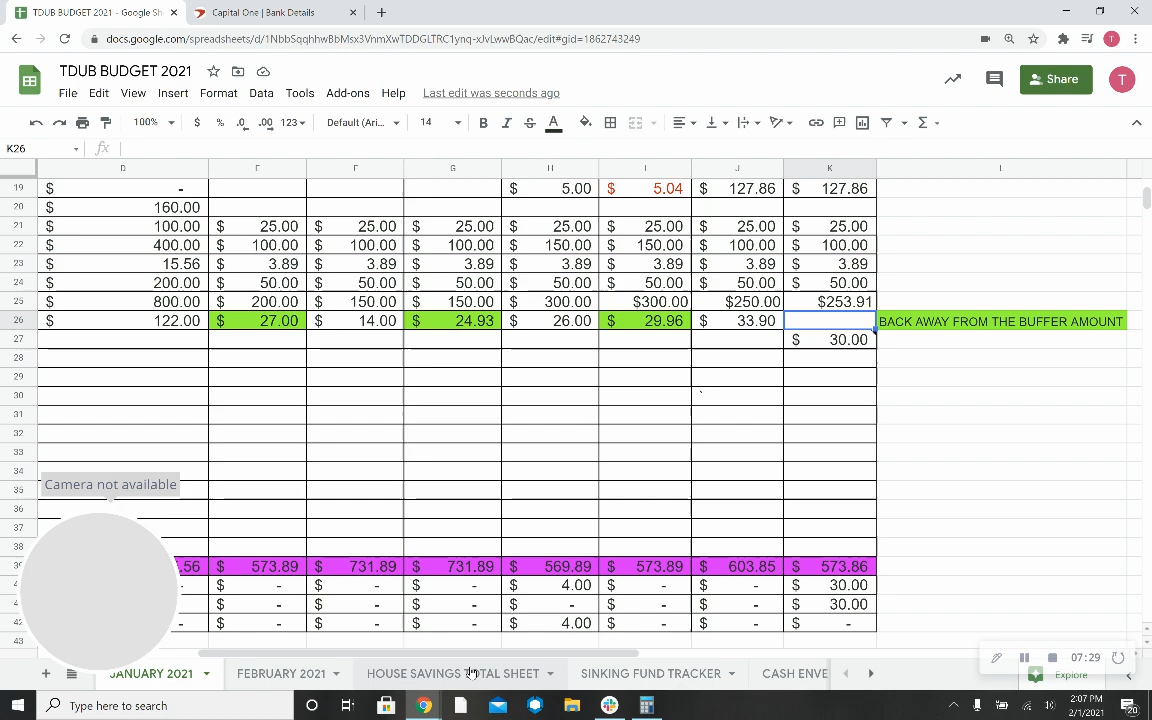 TDUB BUDGET 2021 - Google Sh
Capital One | Bank Details
docs.google.com/spreadsheets/d/1NbbSqqhhwBbMsx3VnmXwTDDGLTRC1ynq-xJvLwwBQac/edit#gid=1862743249
TDUB BUDGET 2021
File Edit View Insert Format Data Tools Add-ons Help Last edit was seconds ago
Share T
100% $ % .0 .00 123 Default (Ari... 14 B I S A
K26 fx
D E F G H I J K L
19 $ - $ 5.00 $ 5.04 $ 127.86 $ 127.86
20 $ 160.00
21 $ 100.00 $ 25.00 $ 25.00 $ 25.00 $ 25.00 $ 25.00 $ 25.00 $ 25.00
22 $ 400.00 $ 100.00 $ 100.00 $ 100.00 $ 150.00 $ 150.00 $ 100.00 $ 100.00
23 $ 15.56 $ 3.89 $ 3.89 $ 3.89 $ 3.89 $ 3.89 $ 3.89 $ 3.89
24 $ 200.00 $ 50.00 $ 50.00 $ 50.00 $ 50.00 $ 50.00 $ 50.00 $ 50.00
25 $ 800.00 $ 200.00 $ 150.00 $ 150.00 $ 300.00 $300.00 $250.00 $253.91
26 $ 122.00 $ 27.00 $ 14.00 $ 24.93 $ 26.00 $ 29.96 $ 33.90 BACK AWAY FROM THE BUFFER AMOUNT
27 $ 30.00
28
29
30 `
31
32
33
34
Camera not available
35
36
37
38
39 .56 $ 573.89 $ 731.89 $ 731.89 $ 569.89 $ 573.89 $ 603.85 $ 573.86
4 - $ - $ - $ - $ 4.00 $ - $ - $ 30.00
4 - $ - $ - $ - $ - $ - $ - $ 30.00
42 - $ - $ - $ - $ 4.00 $ - $ - $ -
43
07:29
JANUARY 2021 FEBRUARY 2021 HOUSE SAVINGS TOTAL SHEET SINKING FUND TRACKER CASH ENVE Explore
Type here to search
2:07 PM
2/1/2021
20